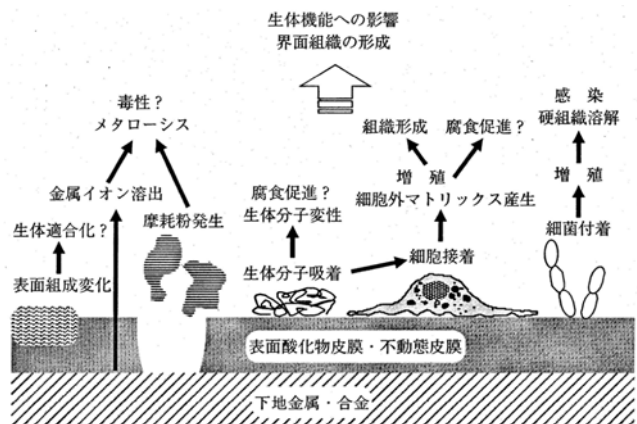 生体機能への影響
界面組織の形成
毒性?
メタローシス
金属イオン溶出
摩耗粉発生
生体適合化?
表面組成変化
腐食促進?
生体分子変性
生体分子吸着
組織形成
腐食促進?
増 殖
細胞外マトリックス産生
細胞接着
感 染
硬組織溶解
増 殖
細菌付着
表面酸化物皮膜・不動態皮膜
下地金属・合金